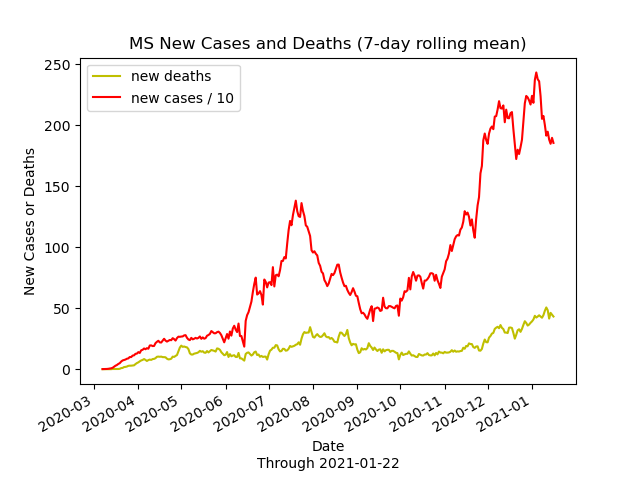 MS New Cases and Deaths (7-day rolling mean)
new deaths
new cases / 10
New Cases or Deaths
250
200
150
100
50
0
2020-03
2020-04
2020-05
2020-06
2020-07
2020-08
2020-09
2020-10
2020-11
2020-12
2021-01
Date
Through 2021-01-22